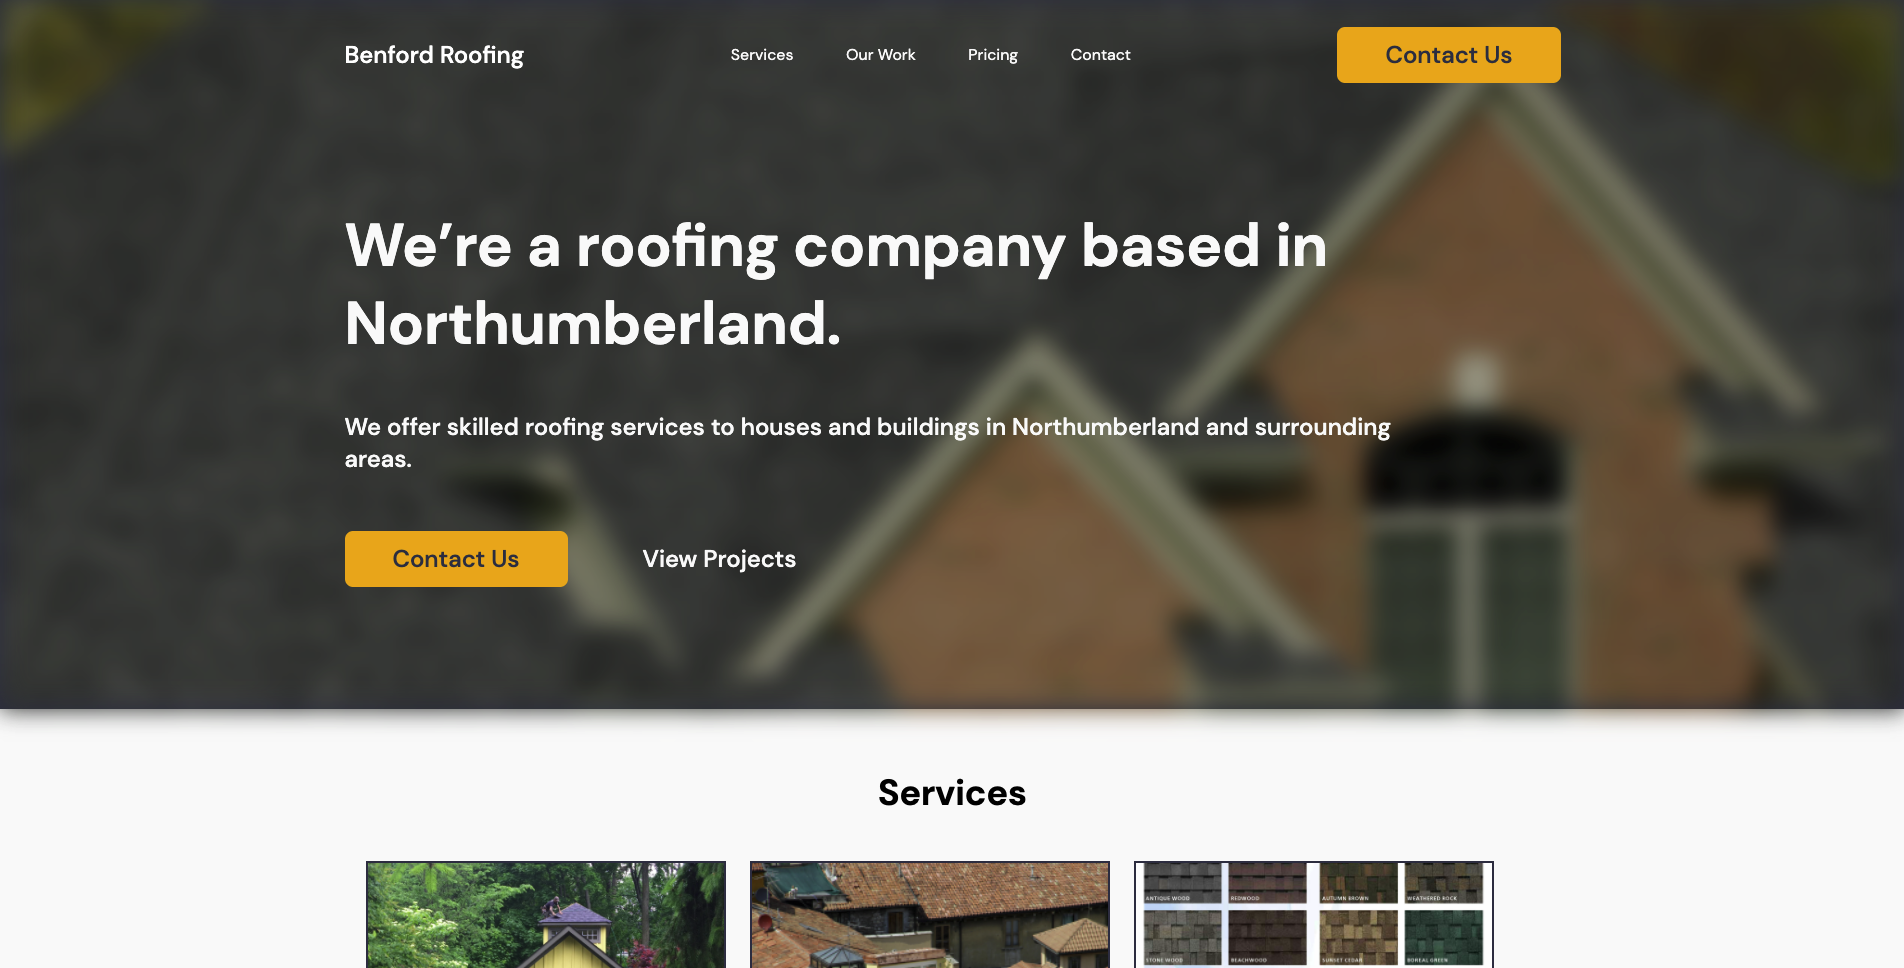 Benford Roofing
Services
Our Work
Pricing
Contact
Contact Us
We’re a roofing company based in
Northumberland.
We offer skilled roofing services to houses and buildings in Northumberland and surrounding
areas.
Contact Us
View Projects
Services
ANTIQUE WOOD
REDWOOD
AUTUMN BROWN
WEATHERED ROCK
STONE WOOD
BEACHWOOD
SUNSET CEDAR
BOREAL GREEN